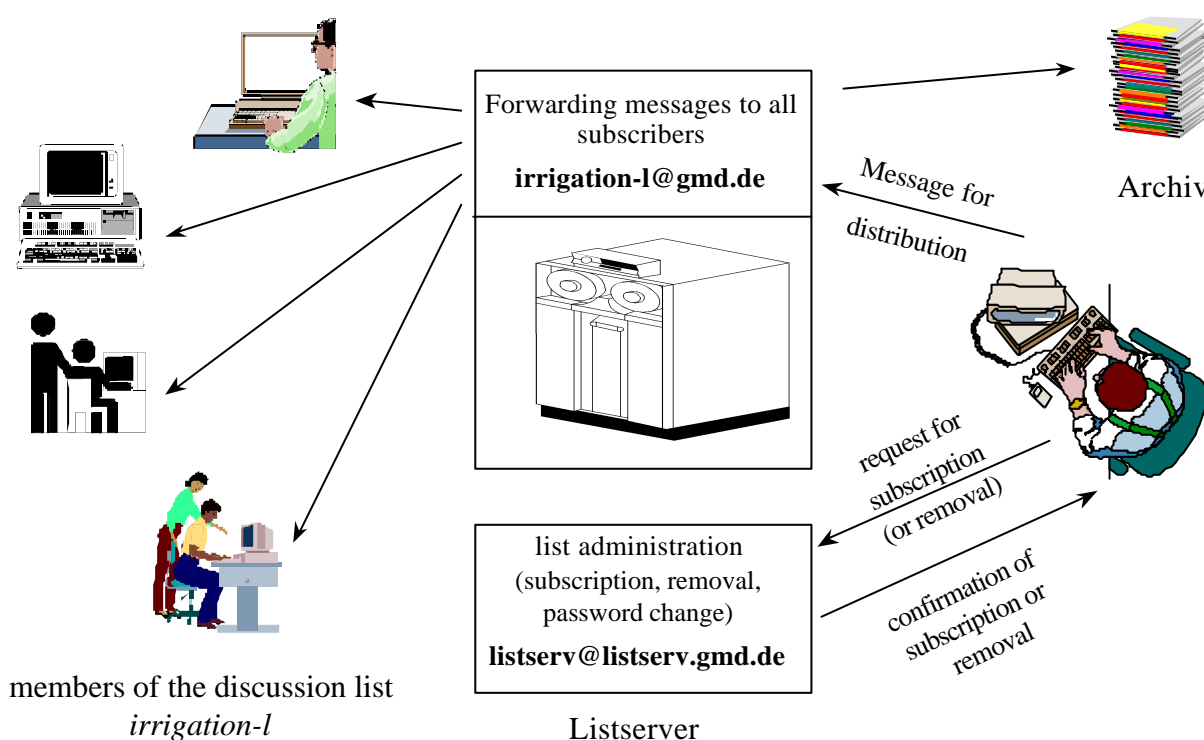 Forwarding messages to all
subscribers
irrigation-l@gmd.de
Message for
distribution
Archiv
request for
subscription
(or removal)
list administration
(subscription, removal,
password change)
listserv@listserv.gmd.de
confirmation of
subscription or
removal
members of the discussion list
irrigation-l
Listserver